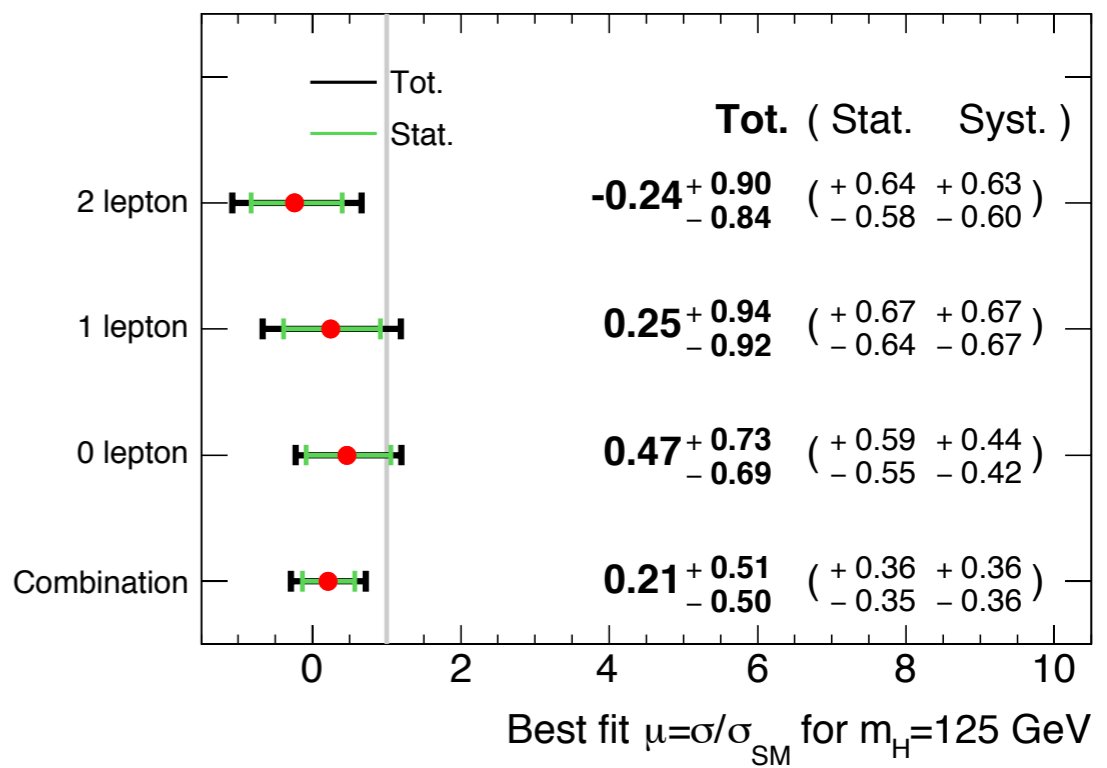 Tot.
Stat.
Tot. ( Stat. Syst. )
2 lepton -0.24 + 0.90 − 0.84 ( + 0.64 − 0.58 + 0.63 − 0.60 )
1 lepton 0.25 + 0.94 − 0.92 ( + 0.67 − 0.64 + 0.67 − 0.67 )
0 lepton 0.47 + 0.73 − 0.69 ( + 0.59 − 0.55 + 0.44 − 0.42 )
Combination 0.21 + 0.51 − 0.50 ( + 0.36 − 0.35 + 0.36 − 0.36 )
0 2 4 6 8 10
Best fit μ=σ/σSM for mH=125 GeV